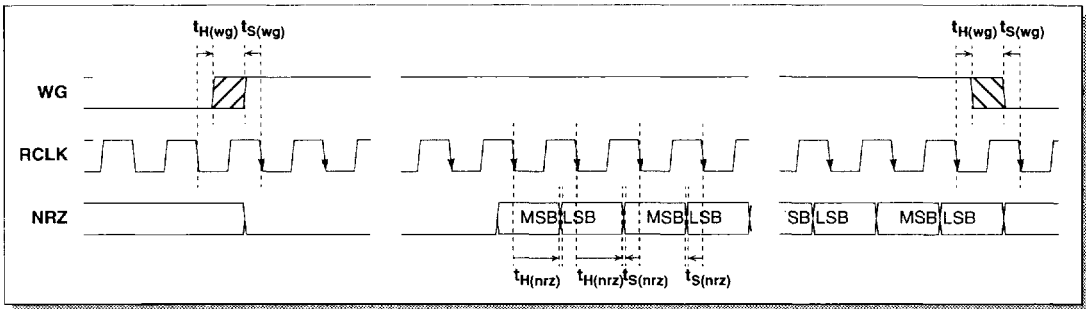 tH(wg) tS(wg) tH(wg) tS(wg)
WG
RCLK
NRZ MSB LSB MSB LSB SB LSB MSB LSB
tH(nrz) tH(nrz) tS(nrz) tS(nrz)